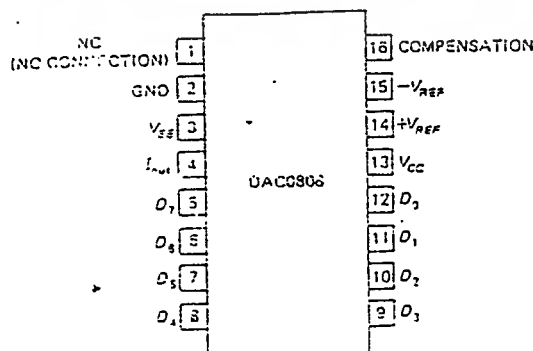 NC
(NC CONNECTION) 1
GND 2
V_EE 3
I_out 4
D_7 5
D_6 6
D_5 7
D_4 8
DAC0808
16 COMPENSATION
15 -V_REF
14 +V_REF
13 V_CC
12 D_0
11 D_1
10 D_2
9 D_3